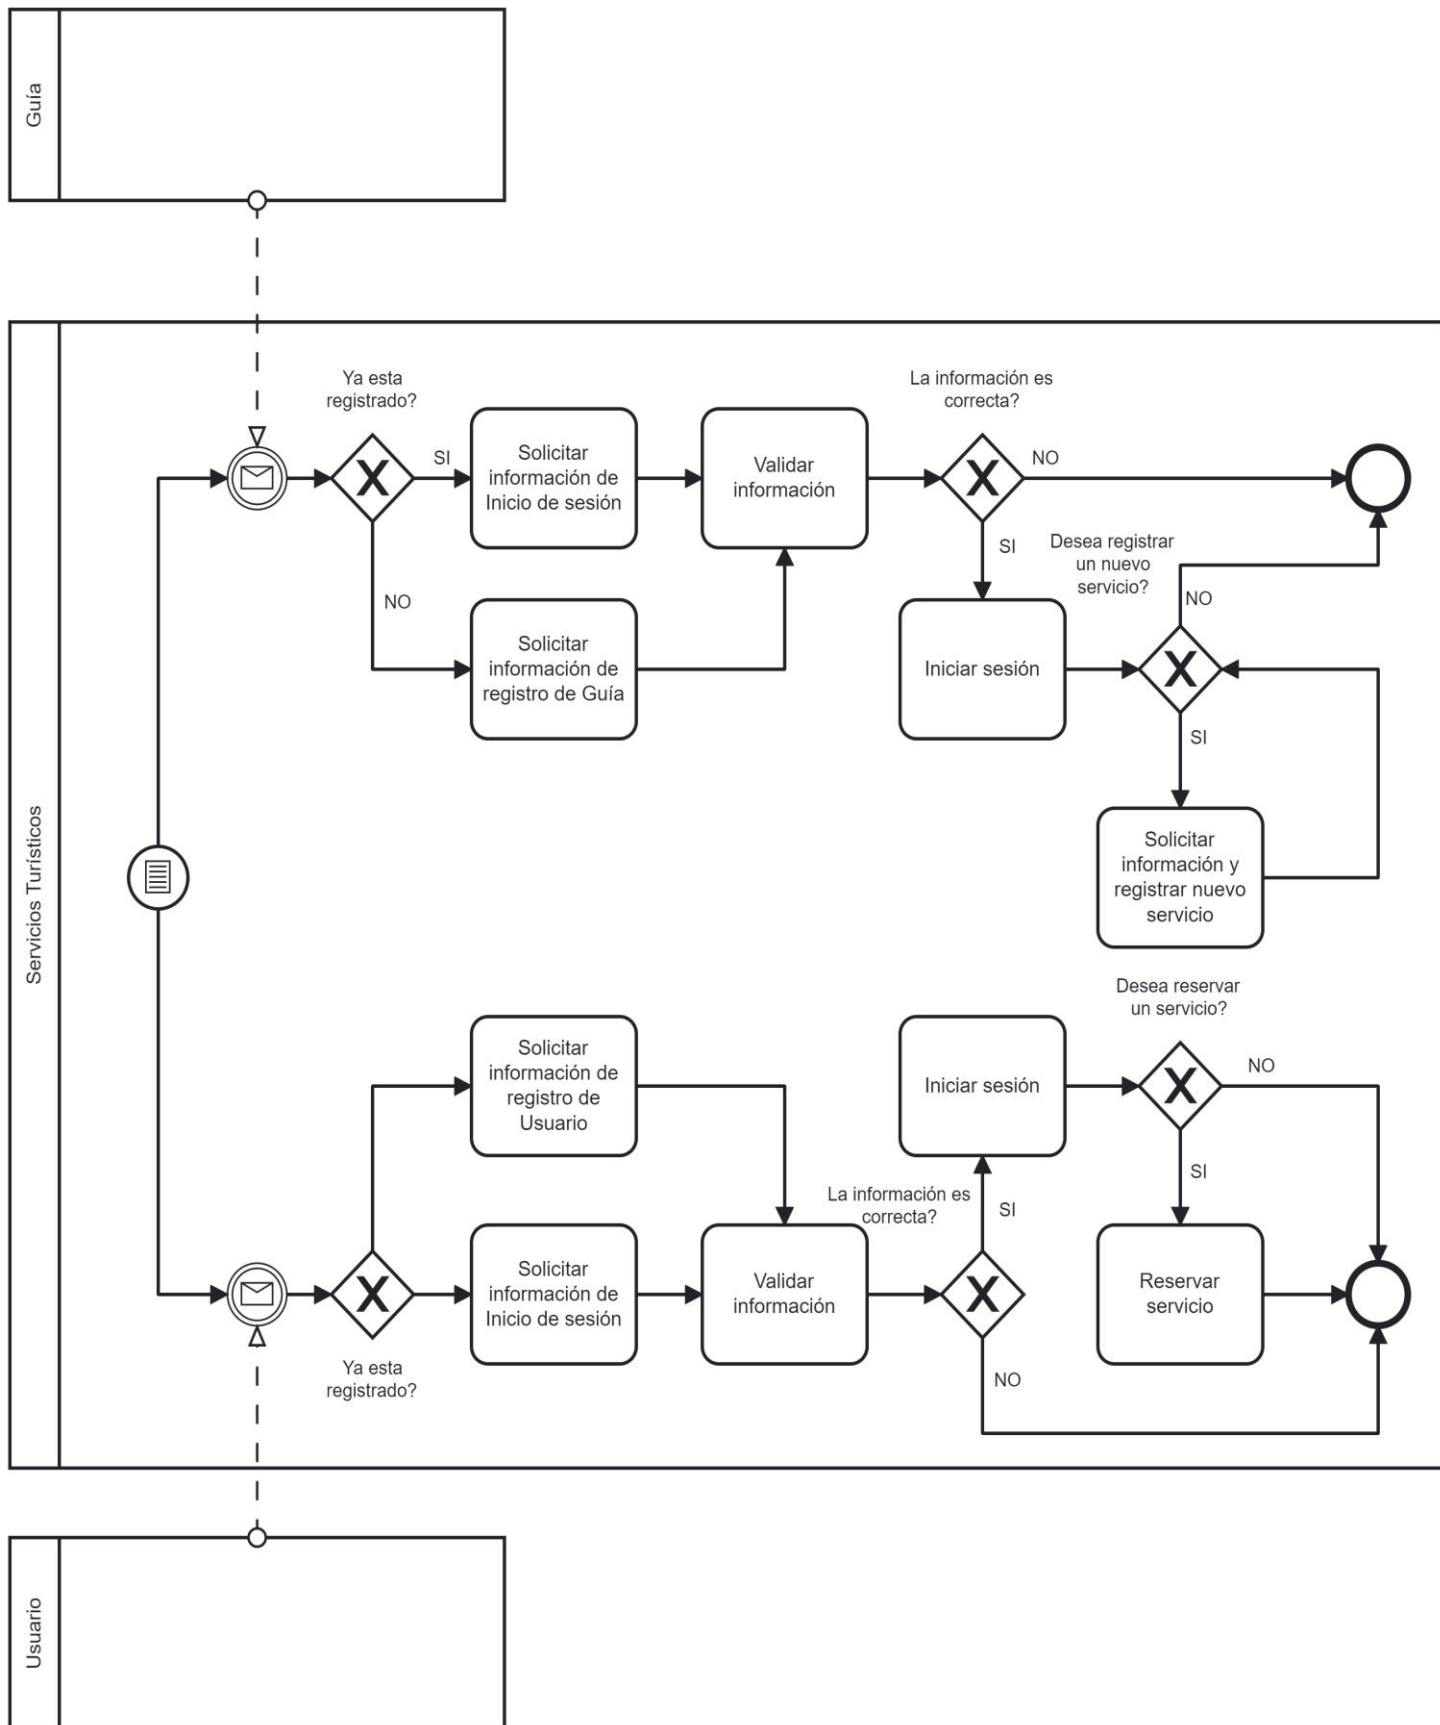 Guía
Servicios Turísticos
Ya esta
registrado?
SI
NO
Solicitar
información de
Inicio de sesión
Solicitar
información de
registro de Guía
Validar
información
La información es
correcta?
NO
SI
Iniciar sesión
Desea registrar
un nuevo
servicio?
NO
SI
Solicitar
información y
registrar nuevo
servicio
Solicitar
información de
registro de
Usuario
Ya esta
registrado?
Solicitar
información de
Inicio de sesión
Validar
información
La información es
correcta?
SI
NO
Iniciar sesión
Desea reservar
un servicio?
NO
SI
Reservar
servicio
Usuario
X
X
X
X
X
X